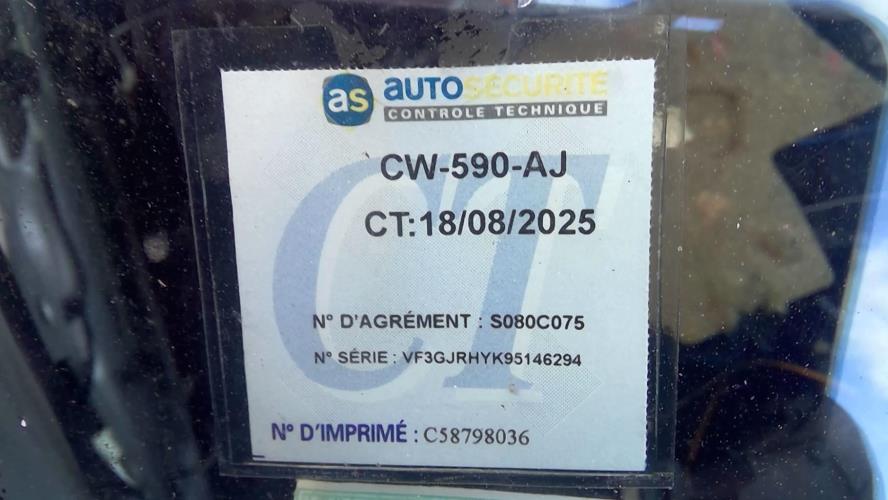 as AUTOSÉCURITÉ
CONTROLE TECHNIQUE
CW-590-AJ
CT:18/08/2025
CT
N° D'AGRÉMENT : S080C075
N° SÉRIE : VF3GJRHYK95146294
N° D'IMPRIMÉ : C58798036